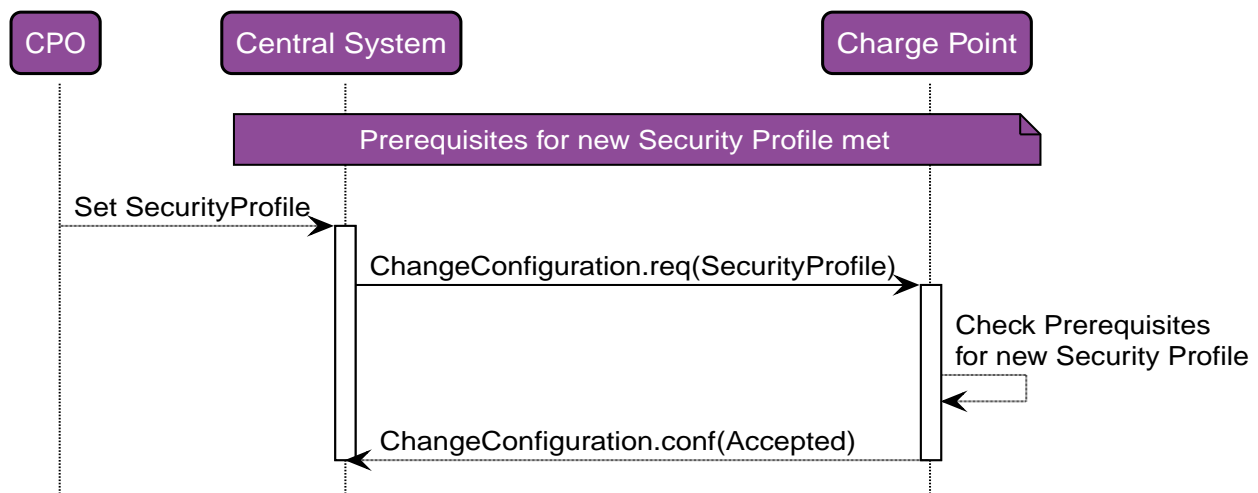 CPO
Central System
Charge Point
Prerequisites for new Security Profile met
Set SecurityProfile
ChangeConfiguration.req(SecurityProfile)
Check Prerequisites
for new Security Profile
ChangeConfiguration.conf(Accepted)